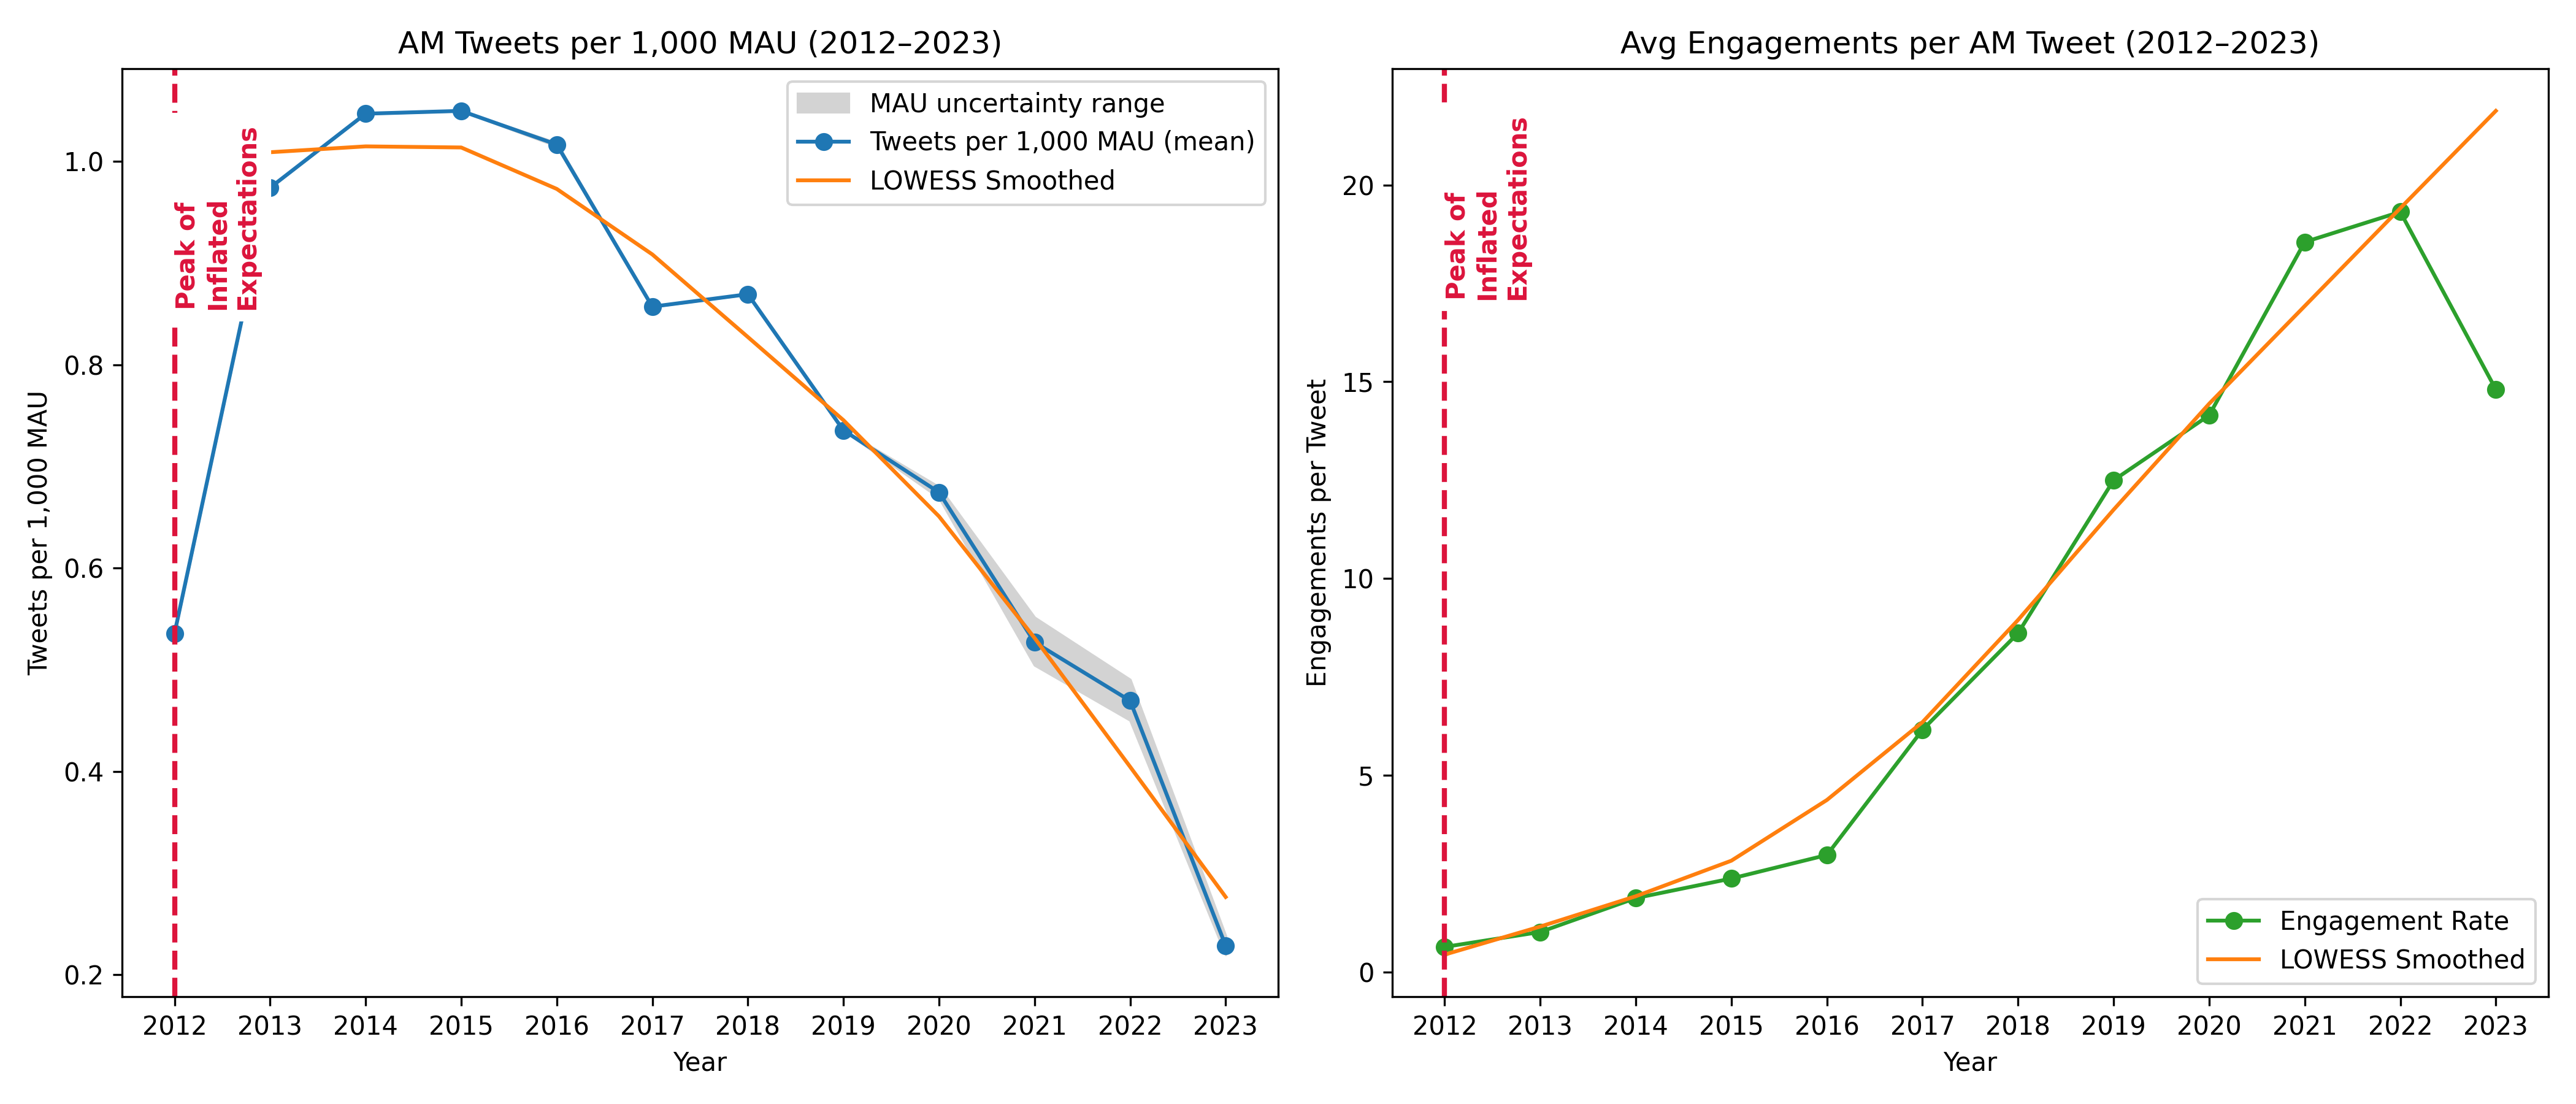 AM Tweets per 1,000 MAU (2012–2023)
Tweets per 1,000 MAU
1.0
0.8
0.6
0.4
0.2
Peak of
Inflated
Expectations
MAU uncertainty range
Tweets per 1,000 MAU (mean)
LOWESS Smoothed
2012 2013 2014 2015 2016 2017 2018 2019 2020 2021 2022 2023
Year
Avg Engagements per AM Tweet (2012–2023)
Engagements per Tweet
20
15
10
5
0
Peak of
Inflated
Expectations
Engagement Rate
LOWESS Smoothed
2012 2013 2014 2015 2016 2017 2018 2019 2020 2021 2022 2023
Year